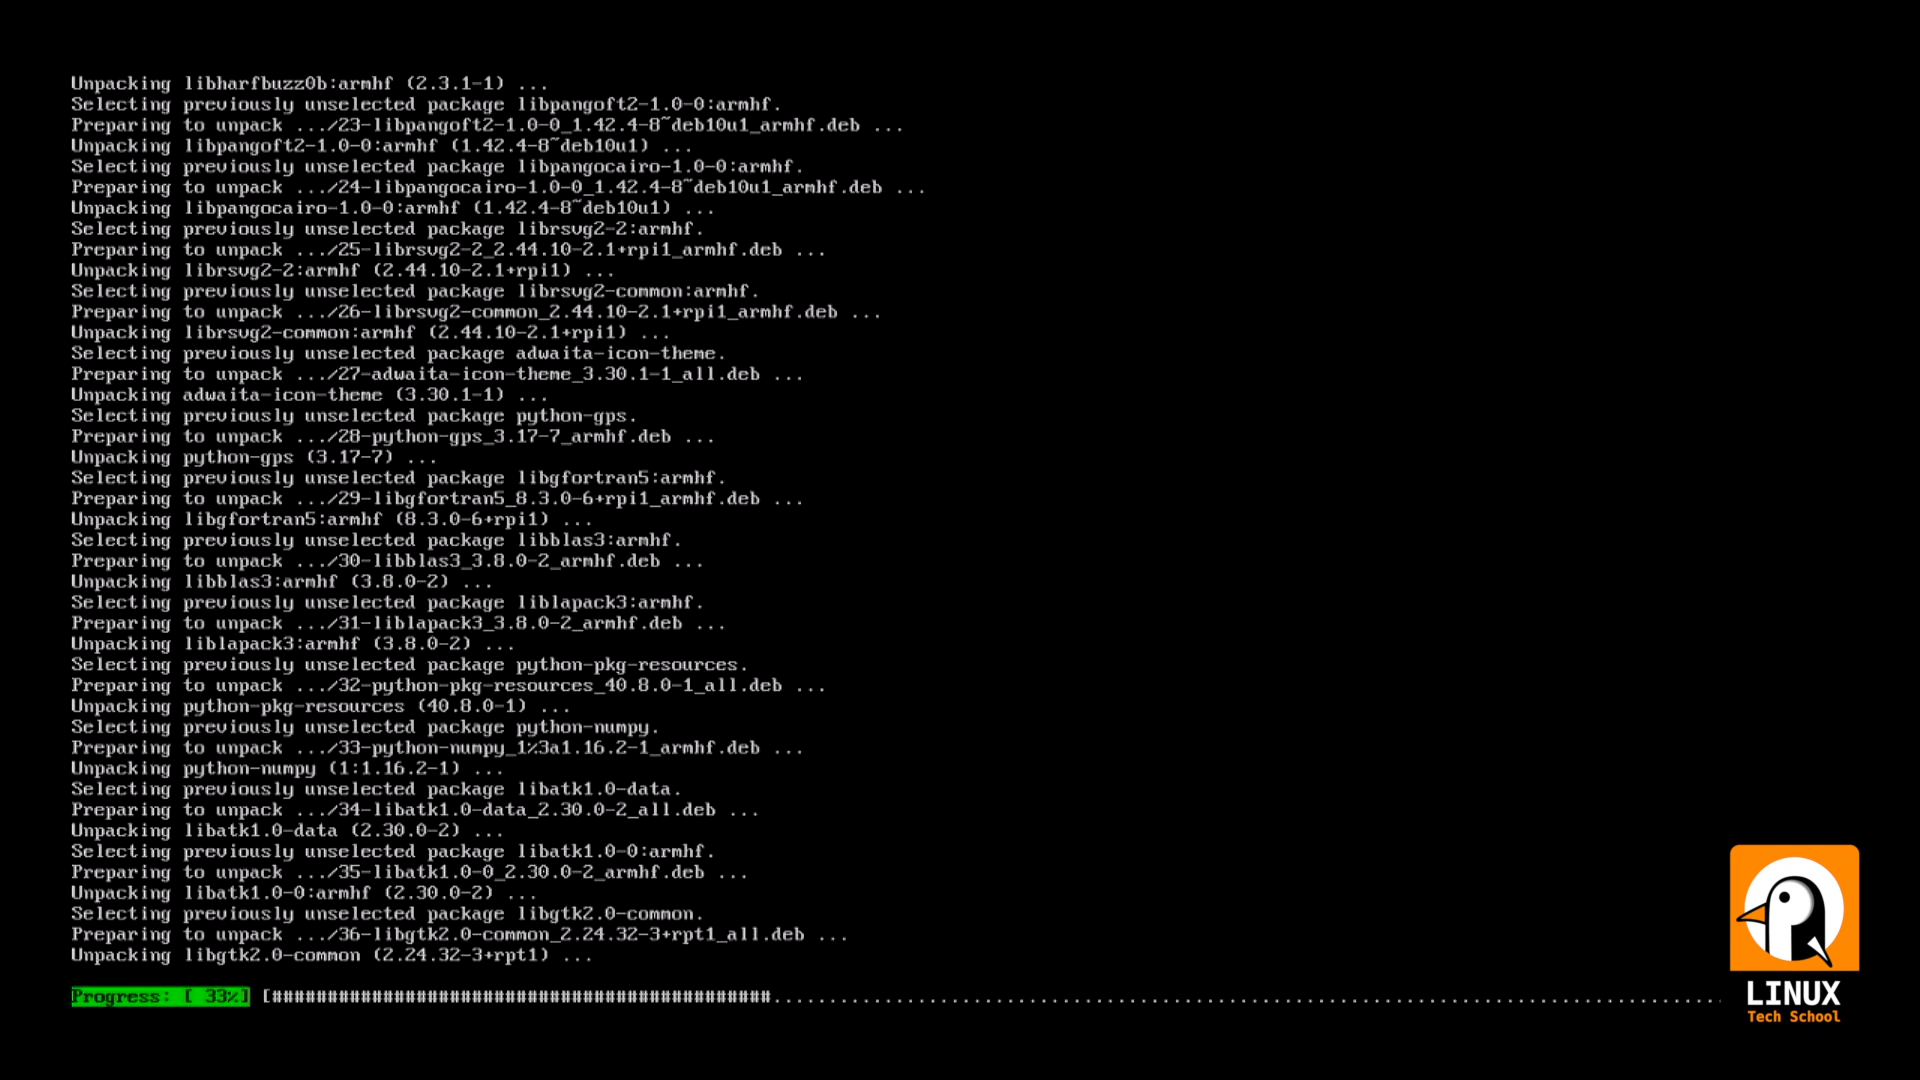 Unpacking libharfbuzz0b:armhf (2.3.1-1) ...
Selecting previously unselected package libpangoft2-1.0-0:armhf.
Preparing to unpack .../23-libpangoft2-1.0-0_1.42.4-8~deb10u1_armhf.deb ...
Unpacking libpangoft2-1.0-0:armhf (1.42.4-8~deb10u1) ...
Selecting previously unselected package libpangocairo-1.0-0:armhf.
Preparing to unpack .../24-libpangocairo-1.0-0_1.42.4-8~deb10u1_armhf.deb ...
Unpacking libpangocairo-1.0-0:armhf (1.42.4-8~deb10u1) ...
Selecting previously unselected package librsvg2-2:armhf.
Preparing to unpack .../25-librsvg2-2_2.44.10-2.1+rpi1_armhf.deb ...
Unpacking librsvg2-2:armhf (2.44.10-2.1+rpi1) ...
Selecting previously unselected package librsvg2-common:armhf.
Preparing to unpack .../26-librsvg2-common_2.44.10-2.1+rpi1_armhf.deb ...
Unpacking librsvg2-common:armhf (2.44.10-2.1+rpi1) ...
Selecting previously unselected package adwaita-icon-theme.
Preparing to unpack .../27-adwaita-icon-theme_3.30.1-1_all.deb ...
Unpacking adwaita-icon-theme (3.30.1-1) ...
Selecting previously unselected package python-gps.
Preparing to unpack .../28-python-gps_3.17-7_armhf.deb ...
Unpacking python-gps (3.17-7) ...
Selecting previously unselected package libgfortran5:armhf.
Preparing to unpack .../29-libgfortran5_8.3.0-6+rpi1_armhf.deb ...
Unpacking libgfortran5:armhf (8.3.0-6+rpi1) ...
Selecting previously unselected package libblas3:armhf.
Preparing to unpack .../30-libblas3_3.8.0-2_armhf.deb ...
Unpacking libblas3:armhf (3.8.0-2) ...
Selecting previously unselected package liblapack3:armhf.
Preparing to unpack .../31-liblapack3_3.8.0-2_armhf.deb ...
Unpacking liblapack3:armhf (3.8.0-2) ...
Selecting previously unselected package python-pkg-resources.
Preparing to unpack .../32-python-pkg-resources_40.8.0-1_all.deb ...
Unpacking python-pkg-resources (40.8.0-1) ...
Selecting previously unselected package python-numpy.
Preparing to unpack .../33-python-numpy_1%3a1.16.2-1_armhf.deb ...
Unpacking python-numpy (1:1.16.2-1) ...
Selecting previously unselected package libatk1.0-data.
Preparing to unpack .../34-libatk1.0-data_2.30.0-2_all.deb ...
Unpacking libatk1.0-data (2.30.0-2) ...
Selecting previously unselected package libatk1.0-0:armhf.
Preparing to unpack .../35-libatk1.0-0_2.30.0-2_armhf.deb ...
Unpacking libatk1.0-0:armhf (2.30.0-2) ...
Selecting previously unselected package libgtk2.0-common.
Preparing to unpack .../36-libgtk2.0-common_2.24.32-3+rpt1_all.deb ...
Unpacking libgtk2.0-common (2.24.32-3+rpt1) ...
Progress: [ 33%] [#############################################.....................................................................................
LINUX
Tech School